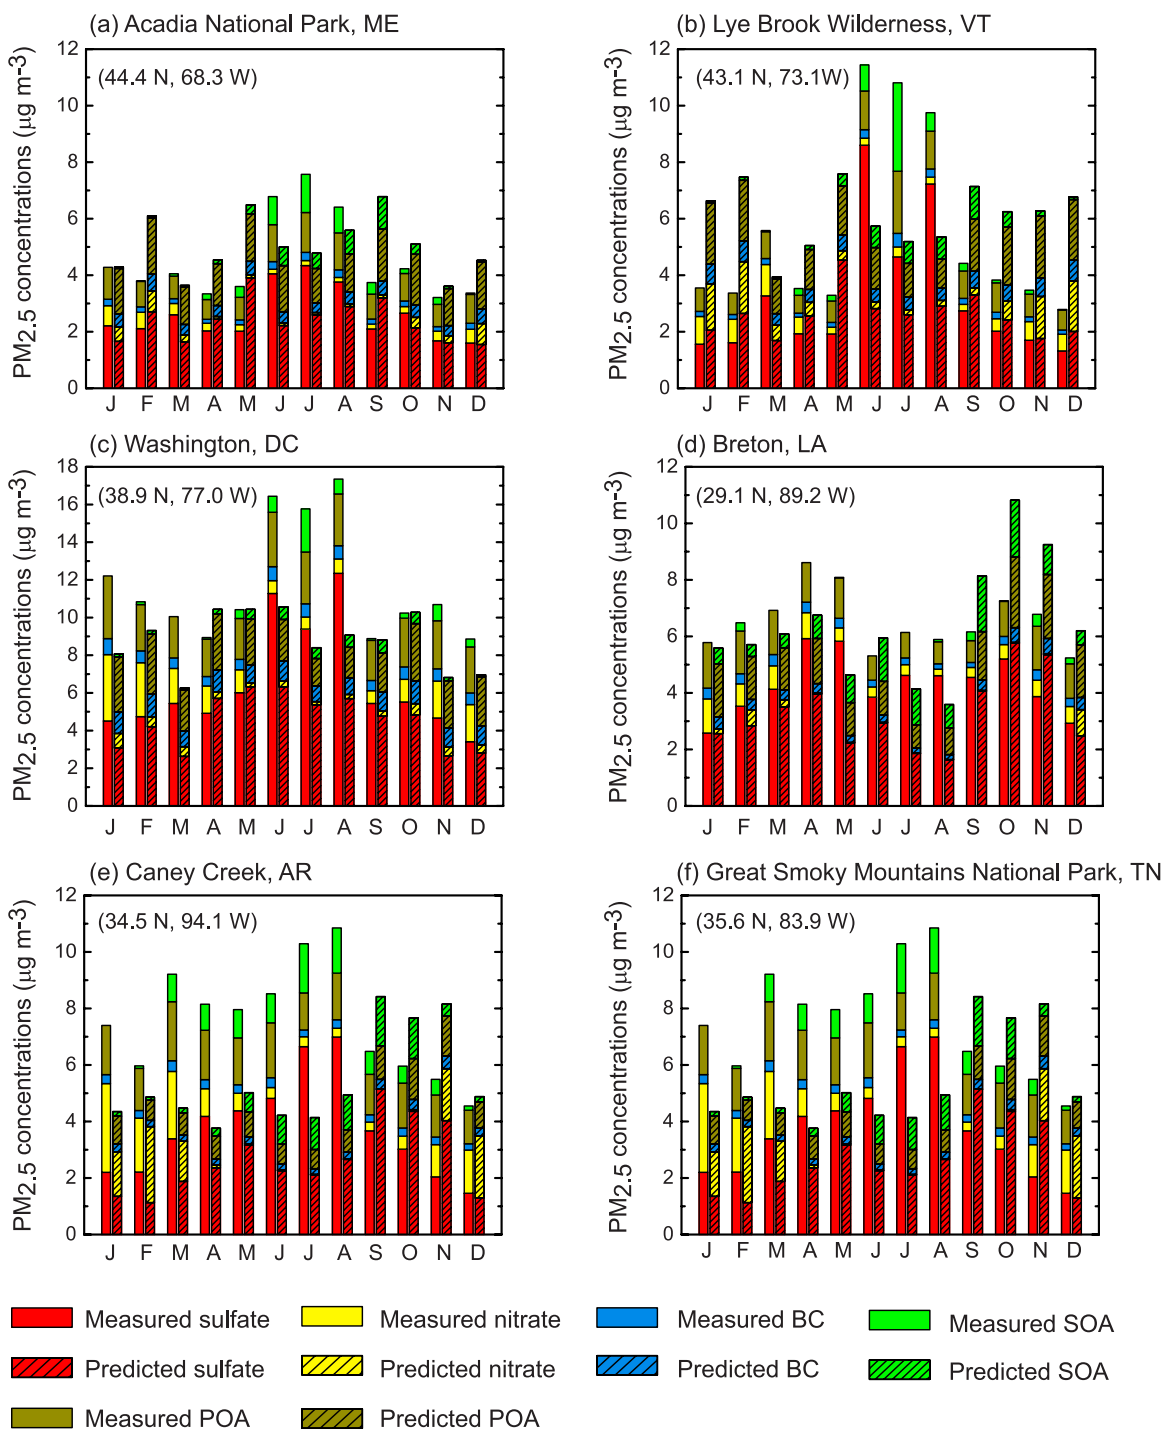 (a) Acadia National Park, ME
(b) Lye Brook Wilderness, VT
PM2.5 concentrations (μg m-3)
12
10
8
6
4
2
0
(44.4 N, 68.3 W)
J F M A M J J A S O N D
PM2.5 concentrations (μg m-3)
12
10
8
6
4
2
0
(43.1 N, 73.1W)
J F M A M J J A S O N D
(c) Washington, DC
(d) Breton, LA
PM2.5 concentrations (μg m-3)
18
16
14
12
10
8
6
4
2
0
(38.9 N, 77.0 W)
J F M A M J J A S O N D
PM2.5 concentrations (μg m-3)
12
10
8
6
4
2
0
(29.1 N, 89.2 W)
J F M A M J J A S O N D
(e) Caney Creek, AR
(f) Great Smoky Mountains National Park, TN
PM2.5 concentrations (μg m-3)
12
10
8
6
4
2
0
(34.5 N, 94.1 W)
J F M A M J J A S O N D
PM2.5 concentrations (μg m-3)
12
10
8
6
4
2
0
(35.6 N, 83.9 W)
J F M A M J J A S O N D
Measured sulfate
Measured nitrate
Measured BC
Measured SOA
Predicted sulfate
Predicted nitrate
Predicted BC
Predicted SOA
Measured POA
Predicted POA